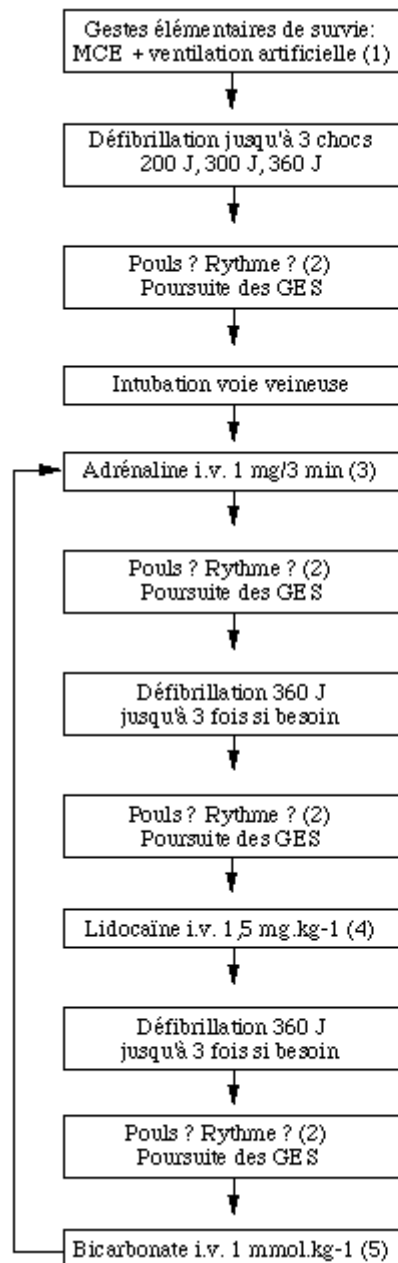 Gestes élémentaires de survie:
MCE + ventilation artificielle (1)
Défibrillation jusqu'à 3 chocs
200 J, 300 J, 360 J
Pouls ? Rythme ? (2)
Poursuite des GES
Intubation voie veineuse
Adrénaline i.v. 1 mg/3 min (3)
Pouls ? Rythme ? (2)
Poursuite des GES
Défibrillation 360 J
jusqu'à 3 fois si besoin
Pouls ? Rythme ? (2)
Poursuite des GES
Lidocaïne i.v. 1,5 mg.kg-1 (4)
Défibrillation 360 J
jusqu'à 3 fois si besoin
Pouls ? Rythme ? (2)
Poursuite des GES
Bicarbonate i.v. 1 mmol.kg-1 (5)